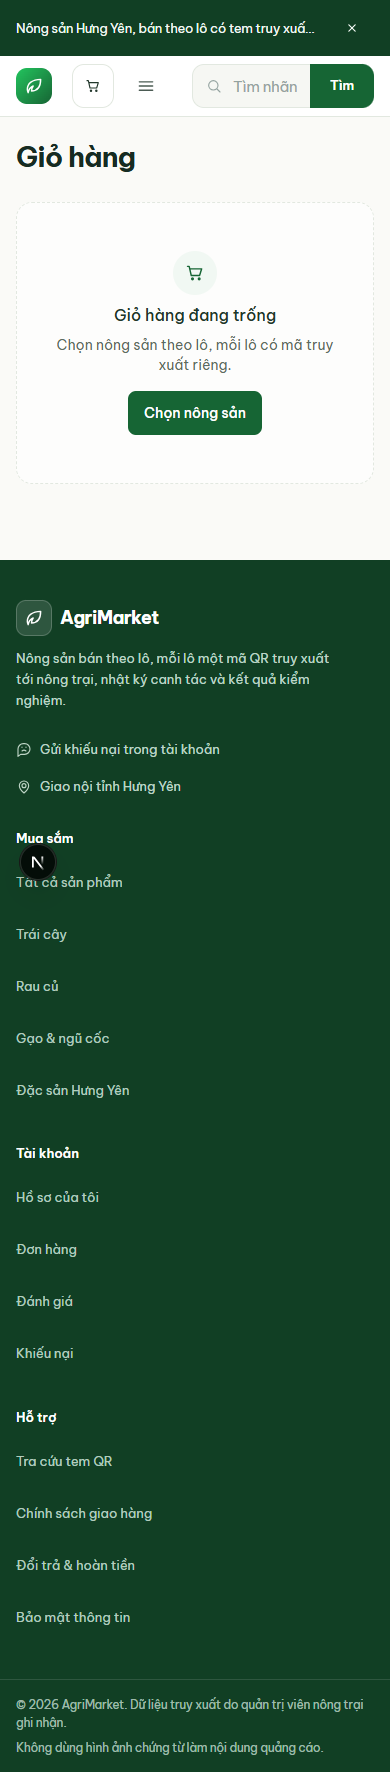 Nông sản Hưng Yên, bán theo lô có tem truy xuấ...
Tìm nhãn
Tìm
Giỏ hàng
Giỏ hàng đang trống
Chọn nông sản theo lô, mỗi lô có mã truy
xuất riêng.
Chọn nông sản
AgriMarket
Nông sản bán theo lô, mỗi lô một mã QR truy xuất
tới nông trại, nhật ký canh tác và kết quả kiểm
nghiệm.
Gửi khiếu nại trong tài khoản
Giao nội tỉnh Hưng Yên
Mua sắm
N
Tất cả sản phẩm
Trái cây
Rau củ
Gạo & ngũ cốc
Đặc sản Hưng Yên
Tài khoản
Hồ sơ của tôi
Đơn hàng
Đánh giá
Khiếu nại
Hỗ trợ
Tra cứu tem QR
Chính sách giao hàng
Đổi trả & hoàn tiền
Bảo mật thông tin
© 2026 AgriMarket. Dữ liệu truy xuất do quản trị viên nông trại
ghi nhận.
Không dùng hình ảnh chứng từ làm nội dung quảng cáo.